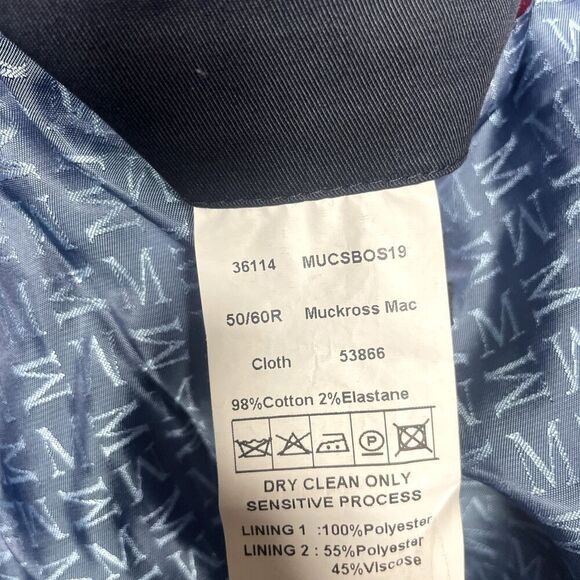 36114 MUCSBOS19
50/60R Muckross Mac
Cloth 53866
98%Cotton 2%Elastane
P
DRY CLEAN ONLY
SENSITIVE PROCESS
LINING 1 :100%Polyester
LINING 2 : 55%Polyester
45%Viscose